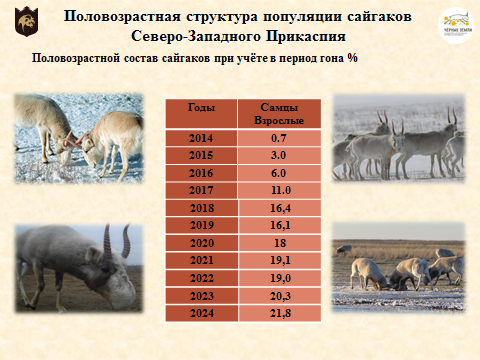 Половозрастная структура популяции сайгаков
Северо-Западного Прикаспия
ЧЁРНЫЕ ЗЕМЛИ
Половозрастной состав сайгаков при учёте в период гона %
Годы Самцы
Взрослые
2014 0.7
2015 3.0
2016 6.0
2017 11.0
2018 16,4
2019 16,1
2020 18
2021 19,1
2022 19,0
2023 20,3
2024 21,8